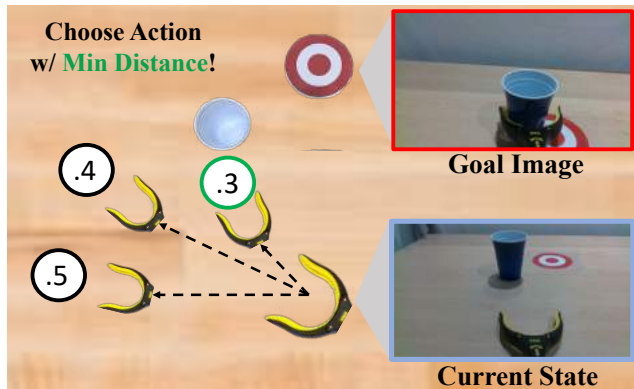 Choose Action
w/ Min Distance!
.4
.3
.5
Goal Image
Current State